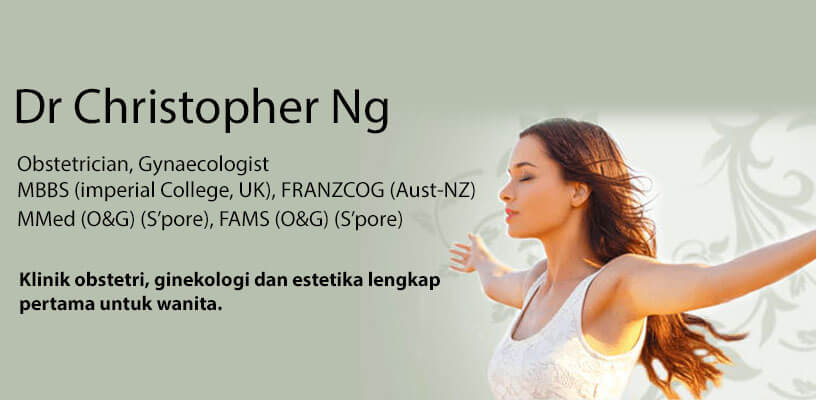 Dr Christopher Ng
Obstetrician, Gynaecologist
MBBS (imperial College, UK), FRANZCOG (Aust-NZ)
MMed (O&G) (S’pore), FAMS (O&G) (S’pore)
Klinik obstetri, ginekologi dan estetika lengkap
pertama untuk wanita.